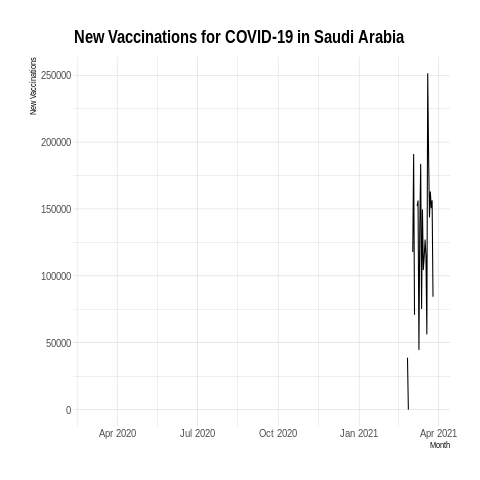 New Vaccinations for COVID-19 in Saudi Arabia
New Vaccinations
250000
200000
150000
100000
50000
0
Apr 2020 Jul 2020 Oct 2020 Jan 2021 Apr 2021
Month